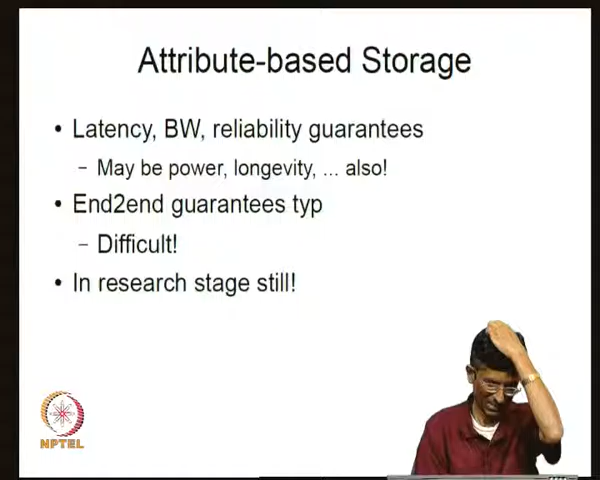 Attribute-based Storage
• Latency, BW, reliability guarantees
– May be power, longevity, ... also!
• End2end guarantees typ
– Difficult!
• In research stage still!
NPTEL